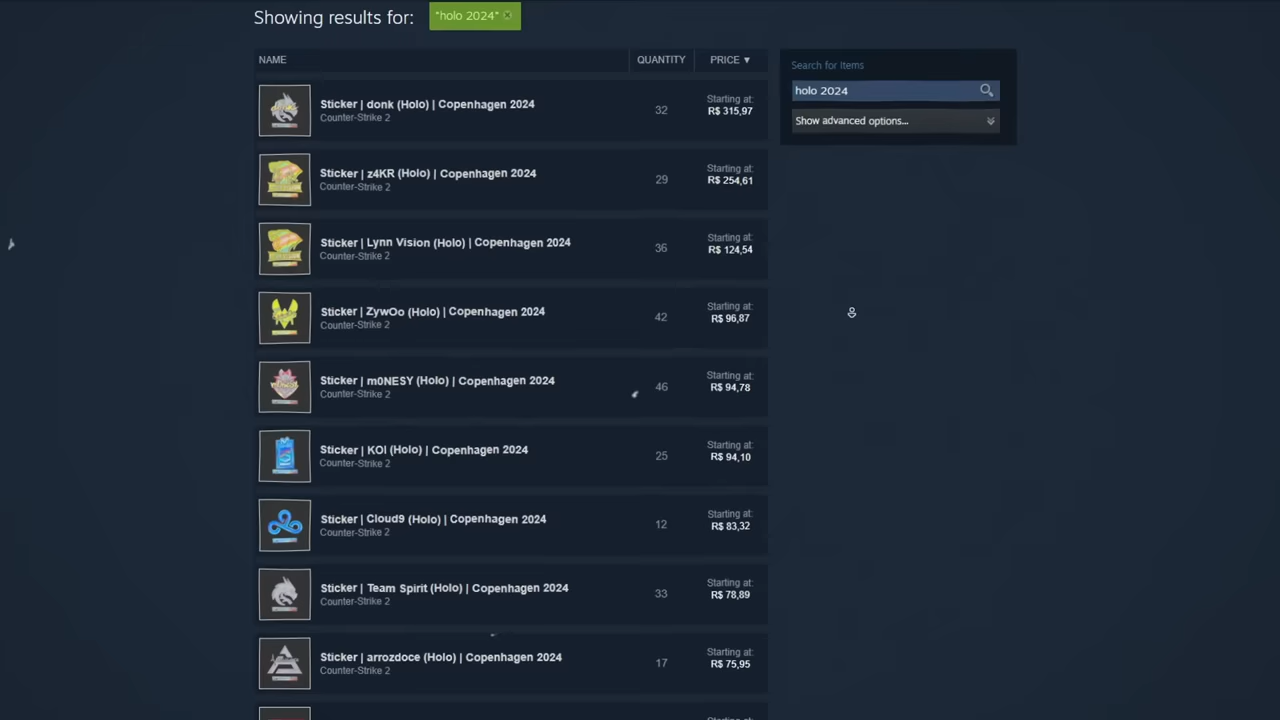 Showing results for: "holo 2024"
NAME QUANTITY PRICE ▼
Search for Items
holo 2024
Show advanced options...
Sticker | donk (Holo) | Copenhagen 2024
Counter-Strike 2
32
Starting at:
R$ 315,97
Sticker | z4KR (Holo) | Copenhagen 2024
Counter-Strike 2
29
Starting at:
R$ 254,61
Sticker | Lynn Vision (Holo) | Copenhagen 2024
Counter-Strike 2
36
Starting at:
R$ 124,54
Sticker | ZywOo (Holo) | Copenhagen 2024
Counter-Strike 2
42
Starting at:
R$ 96,87
Sticker | m0NESY (Holo) | Copenhagen 2024
Counter-Strike 2
46
Starting at:
R$ 94,78
Sticker | KOI (Holo) | Copenhagen 2024
Counter-Strike 2
25
Starting at:
R$ 94,10
Sticker | Cloud9 (Holo) | Copenhagen 2024
Counter-Strike 2
12
Starting at:
R$ 83,32
Sticker | Team Spirit (Holo) | Copenhagen 2024
Counter-Strike 2
33
Starting at:
R$ 78,89
Sticker | arrozdoce (Holo) | Copenhagen 2024
Counter-Strike 2
17
Starting at:
R$ 75,95
Starting at: